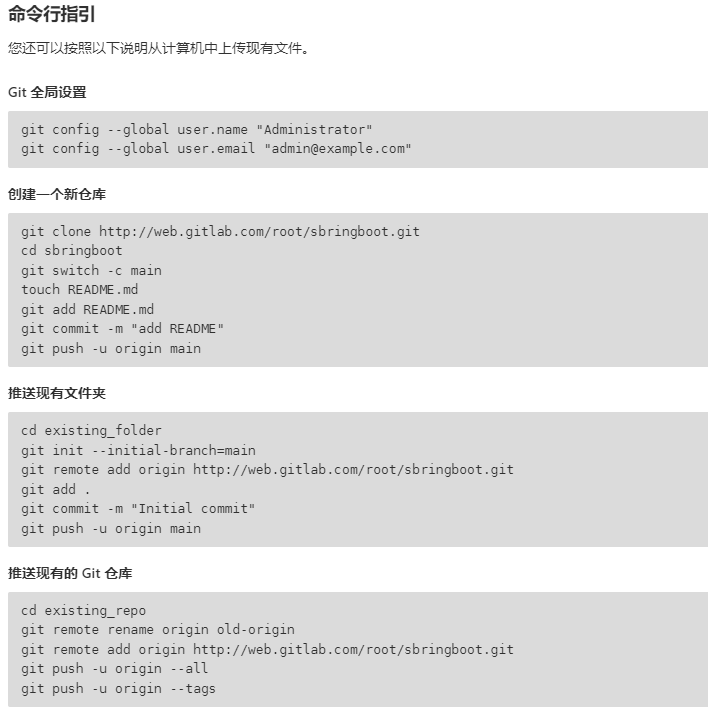 命令行指引
您还可以按照以下说明从计算机中上传现有文件。
Git 全局设置
git config --global user.name "Administrator"
git config --global user.email "admin@example.com"
创建一个新仓库
git clone http://web.gitlab.com/root/sbringboot.git
cd sbringboot
git switch -c main
touch README.md
git add README.md
git commit -m "add README"
git push -u origin main
推送现有文件夹
cd existing_folder
git init --initial-branch=main
git remote add origin http://web.gitlab.com/root/sbringboot.git
git add .
git commit -m "Initial commit"
git push -u origin main
推送现有的 Git 仓库
cd existing_repo
git remote rename origin old-origin
git remote add origin http://web.gitlab.com/root/sbringboot.git
git push -u origin --all
git push -u origin --tags